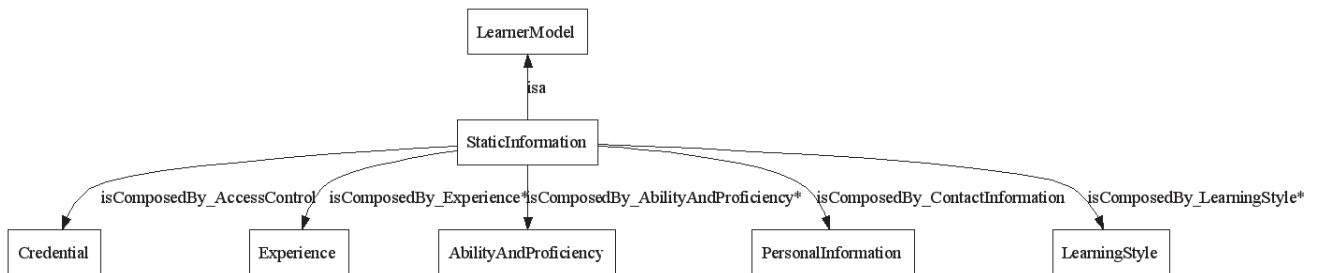 LearnerModel
isa
StaticInformation
isComposedBy_AccessControl isComposedBy_Experience* isComposedBy_AbilityAndProficiency* isComposedBy_ContactInformation isComposedBy_LearningStyle*
Credential Experience AbilityAndProficiency PersonalInformation LearningStyle